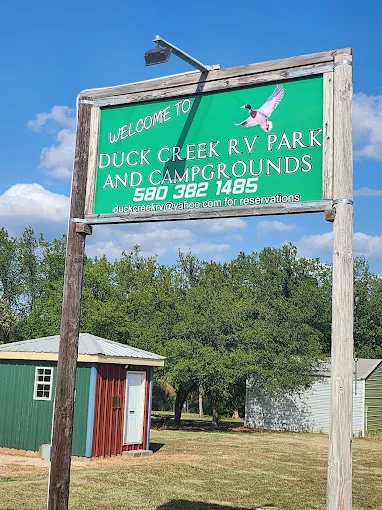 WELCOME TO
DUCK CREEK RV PARK
AND CAMPGROUNDS
580 382 1485
duckcreekrv@yahoo.com for reservations